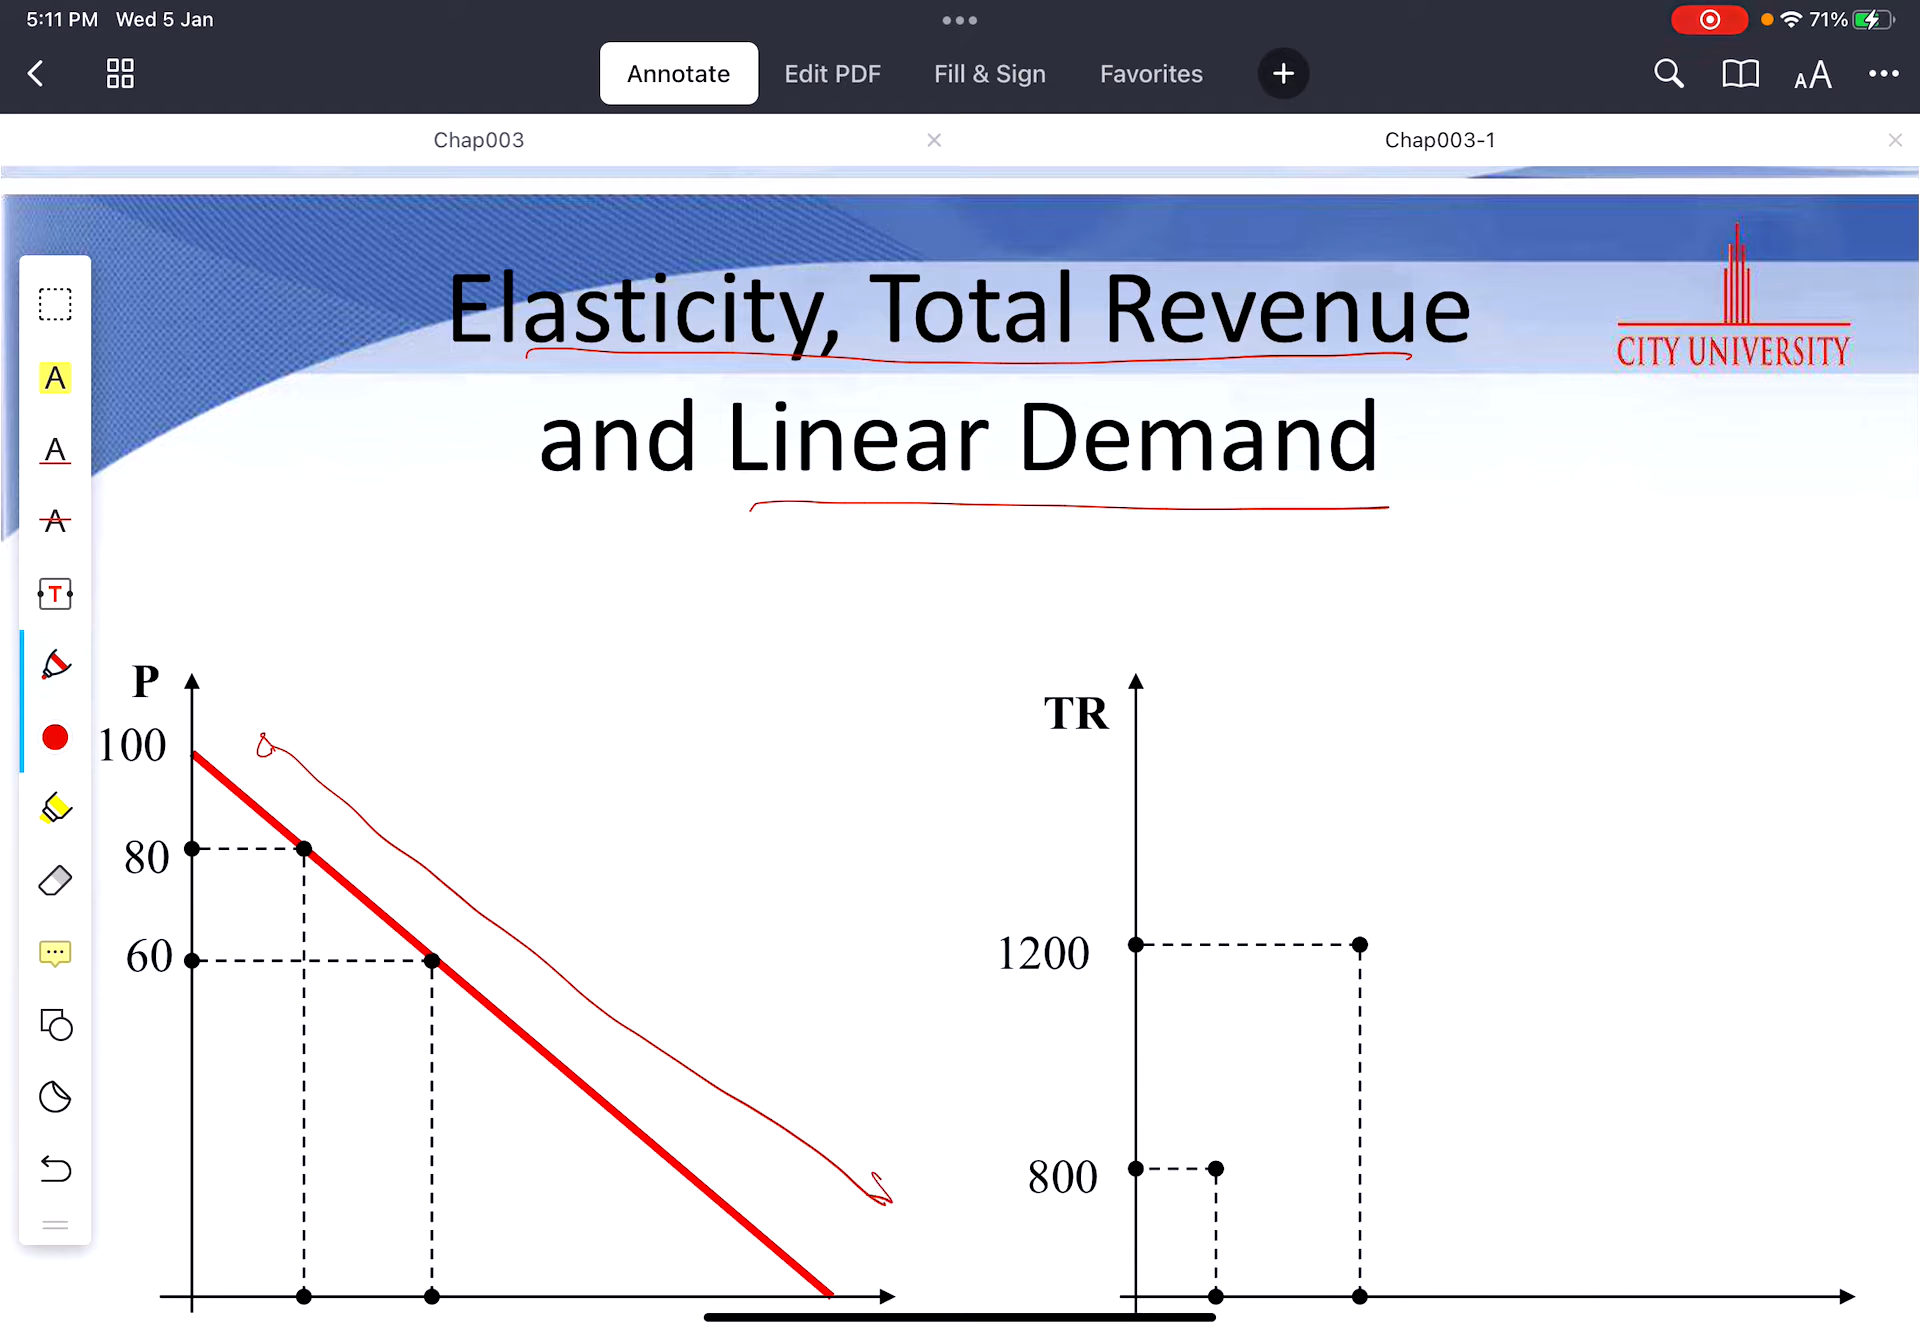 5:11 PM Wed 5 Jan
71%
Annotate Edit PDF Fill & Sign Favorites
AA
Chap003
Chap003-1
Elasticity, Total Revenue
and Linear Demand
CITY UNIVERSITY
A
A
A
T
P
100
80
60
TR
1200
800